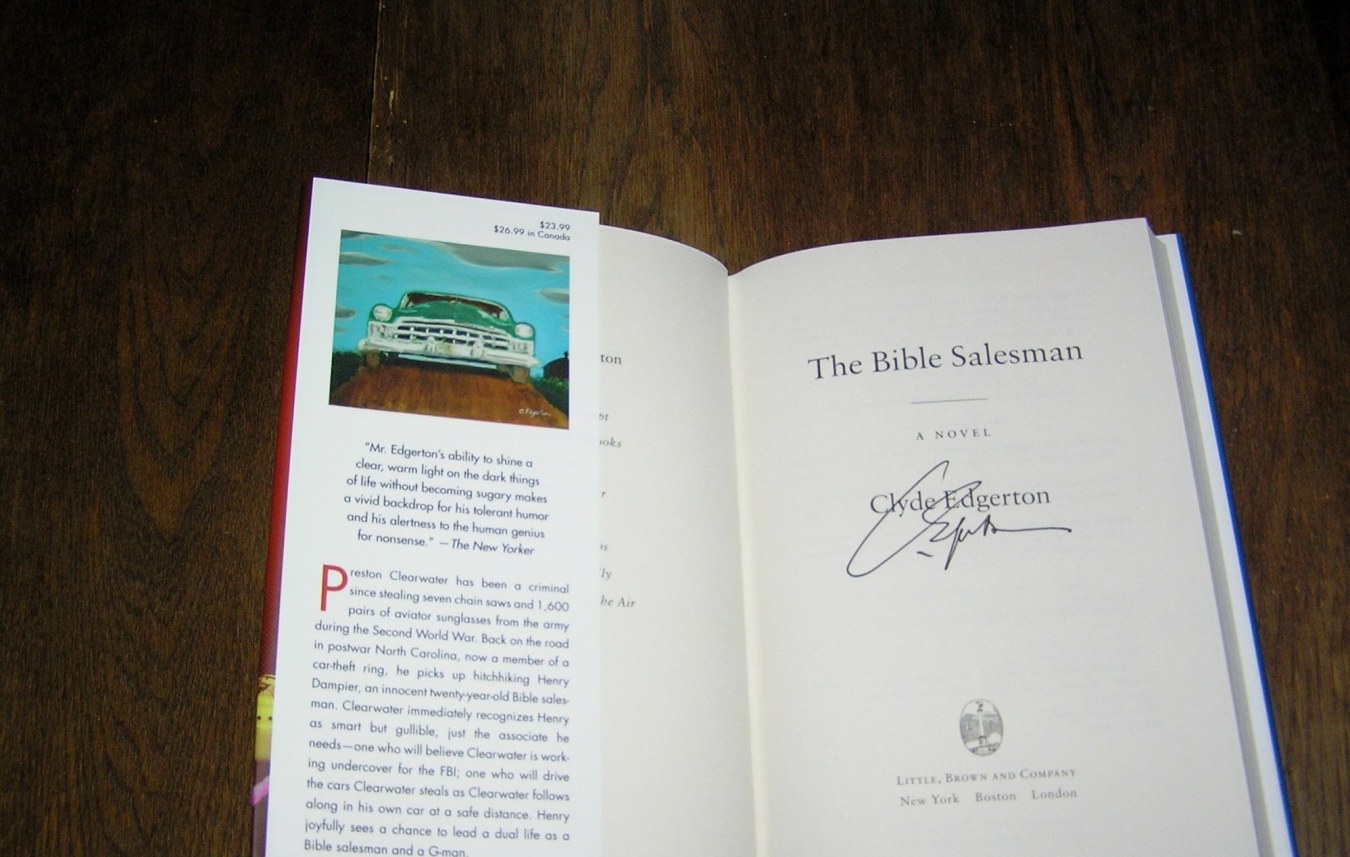 $23.99
$26.99 in Canada
"Mr. Edgerton's ability to shine a
clear, warm light on the dark things
of life without becoming sugary makes
a vivid backdrop for his tolerant humor
and his alertness to the human genius
for nonsense." —The New Yorker
Preston Clearwater has been a criminal
since stealing seven chain saws and 1,600
pairs of aviator sunglasses from the army
during the Second World War. Back on the road
in postwar North Carolina, now a member of a
car-theft ring, he picks up hitchhiking Henry
Dampier, an innocent twenty-year-old Bible sales-
man. Clearwater immediately recognizes Henry
as smart but gullible, just the associate he
needs—one who will believe Clearwater is work-
ing undercover for the FBI; one who will drive
the cars Clearwater steals as Clearwater follows
along in his own car at a safe distance. Henry
joyfully sees a chance to lead a dual life as a
Bible salesman and a G-man.
ton
ooks
ly
he Air
The Bible Salesman
A NOVEL
Clyde Edgerton
LITTLE, BROWN AND COMPANY
New York Boston London